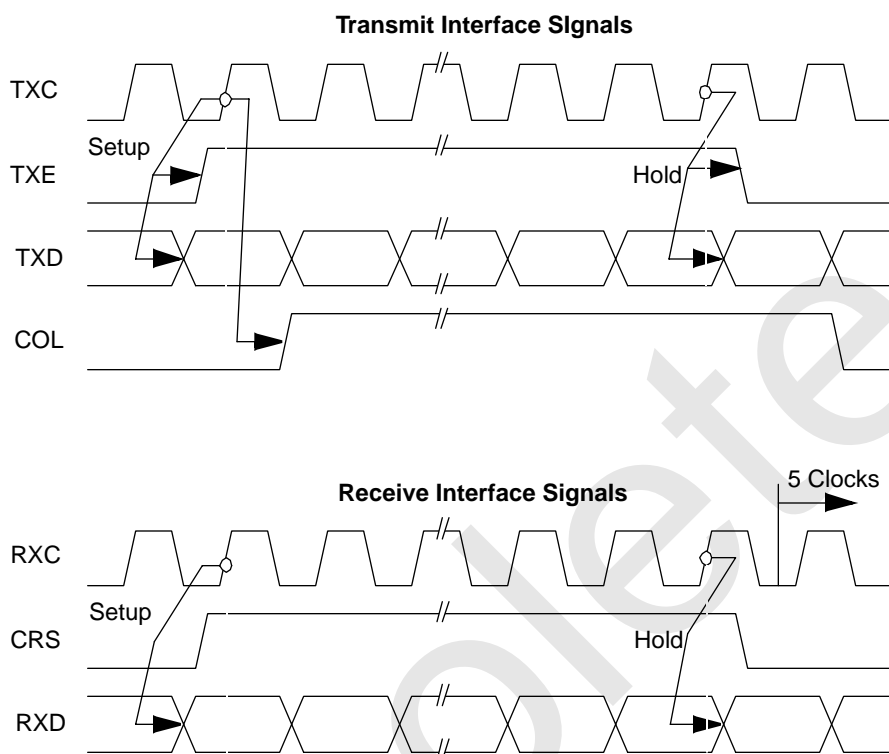 Transmit Interface SIgnals
TXC
Setup
TXE
Hold
TXD
COL
5 Clocks
Receive Interface Signals
RXC
Setup
Hold
CRS
RXD